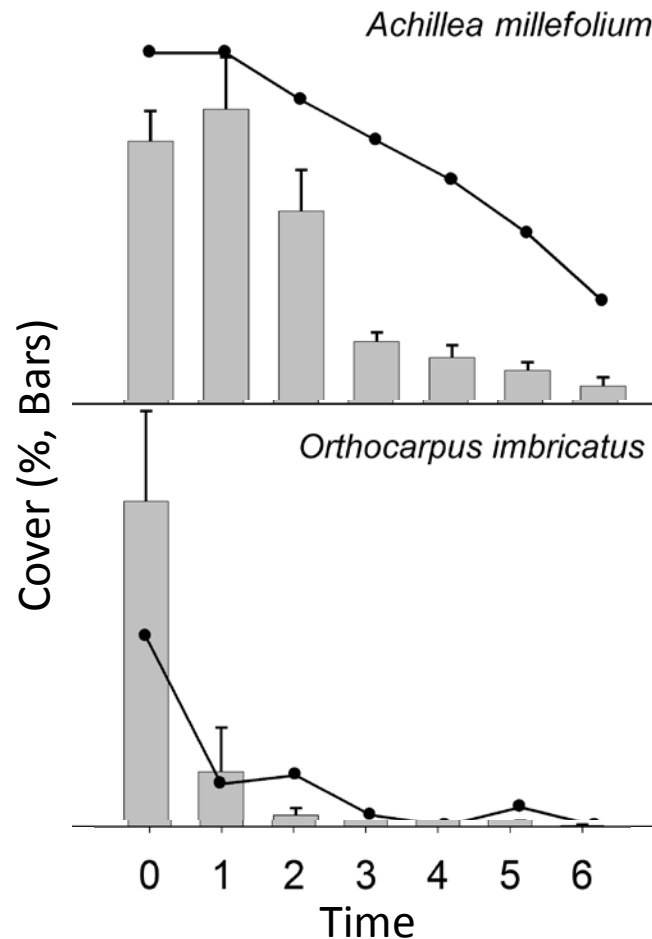 Achillea millefolium
Cover (%, Bars)
Orthocarpus imbricatus
0 1 2 3 4 5 6
Time